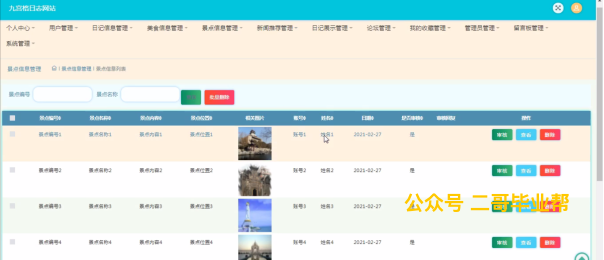 九宫格日志网站
个人中心 用户管理 日记信息管理 美食信息管理 景点信息管理 新闻推荐管理 日记展示管理 论坛管理 我的收藏管理 管理员管理 留言板管理
系统管理
景点信息管理 景点信息管理 景点信息列表
景点编号 景点名称 批量删除
景点编号 景点名称 景点内容 景点位置 相关图片 账号 姓名 日期 是否审核 审核回复 操作
景点编号1 景点名称1 景点内容1 景点位置1 账号1 姓名1 2021-02-27 是 审核 查看 删除
景点编号2 景点名称2 景点内容2 景点位置2 账号2 姓名2 2021-02-27 是 审核 查看 删除
景点编号3 景点名称3 景点内容3 景点位置3 账号3 姓名3 2021-02-27 是
公众号 二哥毕业帮
景点编号4 景点名称4 景点内容4 景点位置4 账号4 姓名4 2021-02-27 是 审核 查看 删除